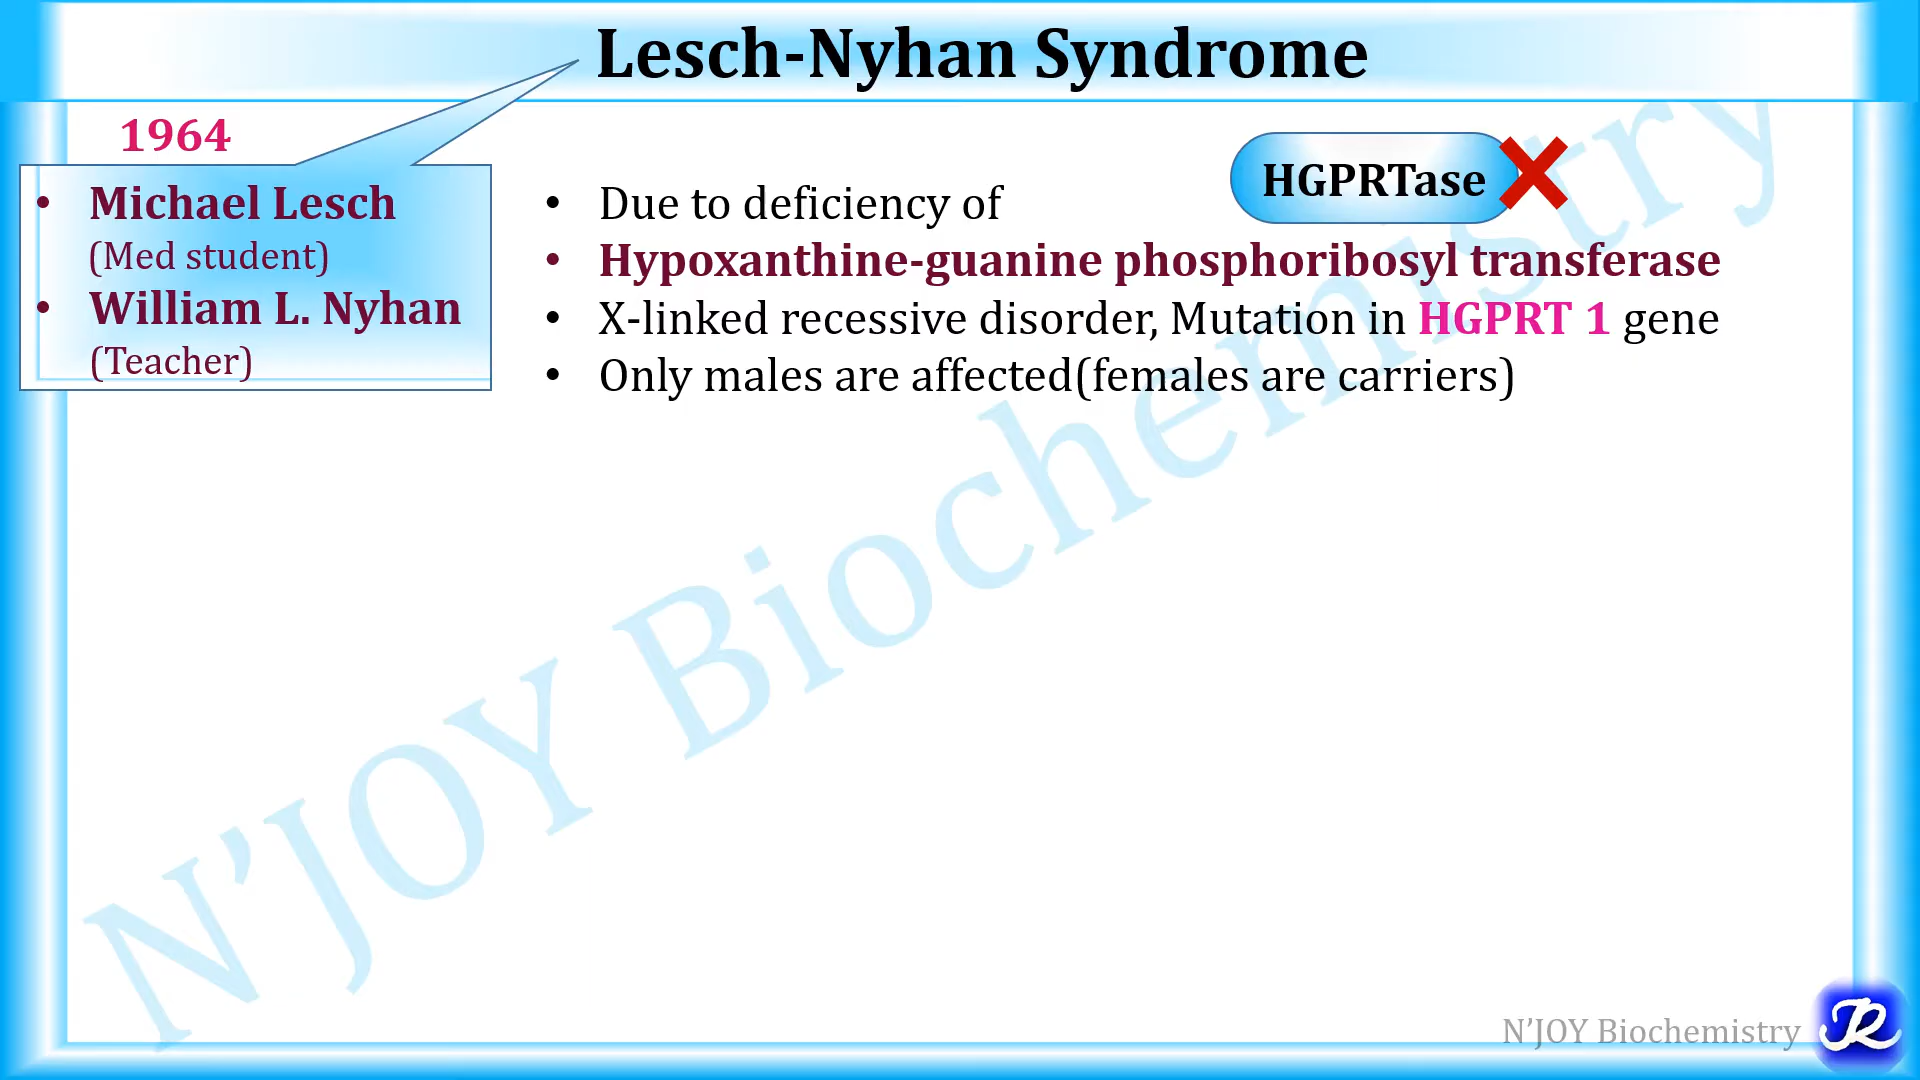 Lesch-Nyhan Syndrome
1964
• Michael Lesch
(Med student)
• William L. Nyhan
(Teacher)
HGPRTase
• Due to deficiency of
• Hypoxanthine-guanine phosphoribosyl transferase
• X-linked recessive disorder, Mutation in HGPRT 1 gene
• Only males are affected(females are carriers)
N'JOY Biochemistry
N'JOY Biochemistry
JR